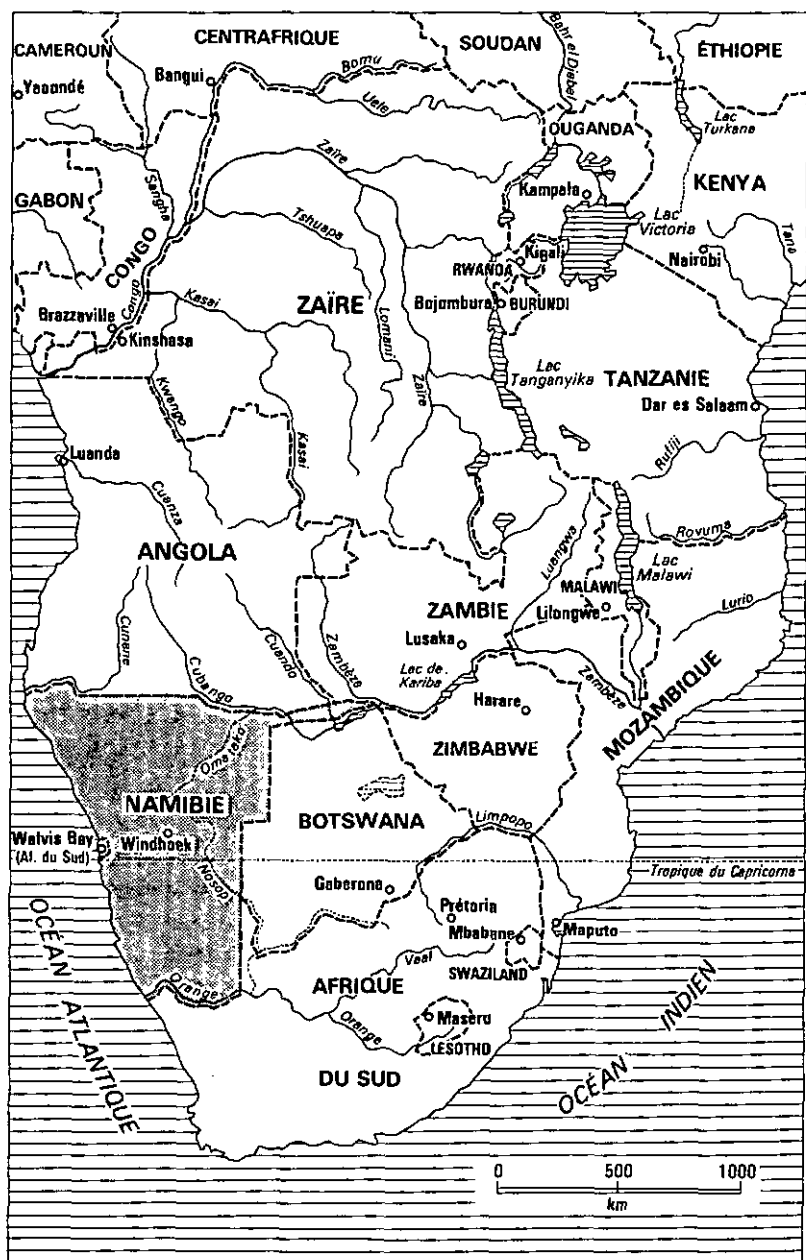 CAMEROUN
CENTRAFRIQUE
SOUDAN
ÉTHIOPIE
Yaoundé
Bangui
Bomu
Bahr el Djebel
Uele
OUGANDA
Lac
Turkana
Zaïre
Sangha
GABON
Kampala
KENYA
Tshuapa
Lac
Victoria
Tana
CONGO
Kigali
Nairobi
RWANDA
Congo
Kasai
ZAÏRE
Bojombura
BURUNDI
Brazzaville
Kinshasa
Lomami
Lac
Tanganyika
TANZANIE
Zaïre
Kwango
Dar es Salaam
Kasai
Luanda
Rufiji
Cuanza
Luangwa
Rovuma
ANGOLA
Lac
Malawi
MALAWI
ZAMBIE
Lilongwe
Lurio
Cunene
Lusaka
Cuando
Zambèze
Cubango
Lac de
Kariba
Zambèze
Harare
MOZAMBIQUE
Omatako
ZIMBABWE
NAMIBIE
BOTSWANA
Limpopo
Walvis Bay
(Af. du Sud)
Windhoek
Tropique du Capricorne
Nosop
Gaberona
Prétoria
Mbabane
Maputo
Vaal
SWAZILAND
OCÉAN ATLANTIQUE
Orange
AFRIQUE
Maseru
Orange
LESOTHO
OCÉAN INDIEN
DU SUD
0 500 1000
km